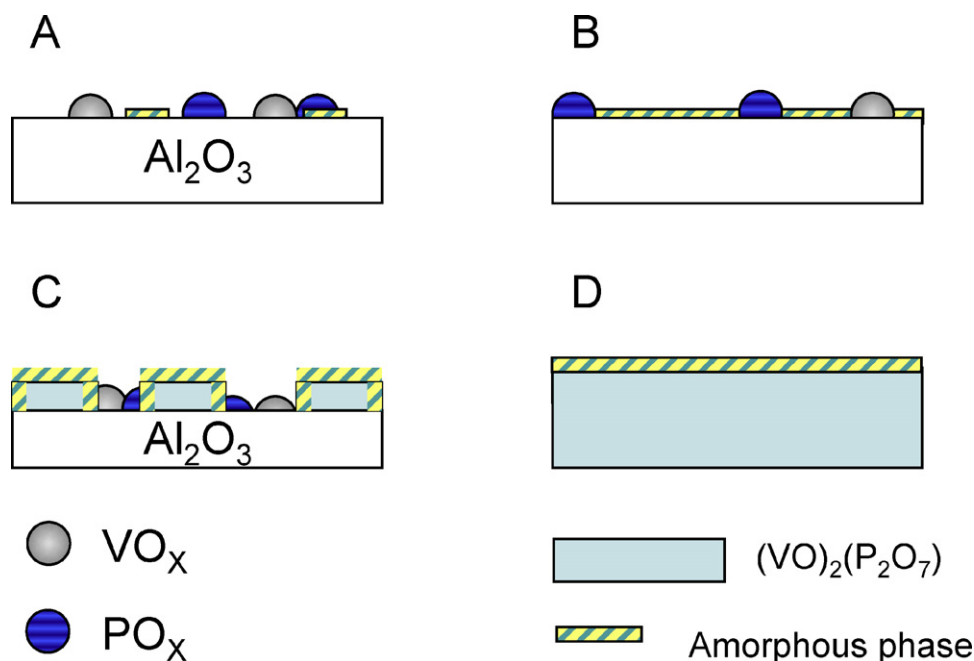 A
B
Al₂O₃
C
D
Al₂O₃
VOₓ
(VO)₂(P₂O₇)
POₓ
Amorphous phase